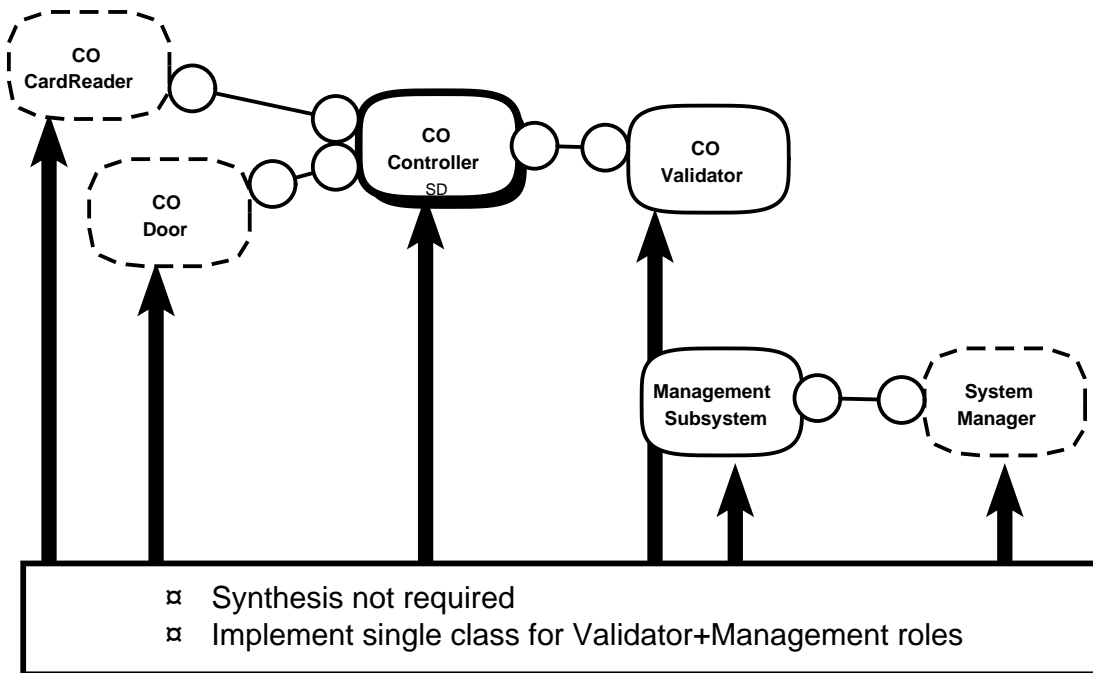 CO
CardReader
CO
Door
CO
Controller
SD
CO
Validator
Management
Subsystem
System
Manager
¤ Synthesis not required
¤ Implement single class for Validator+Management roles